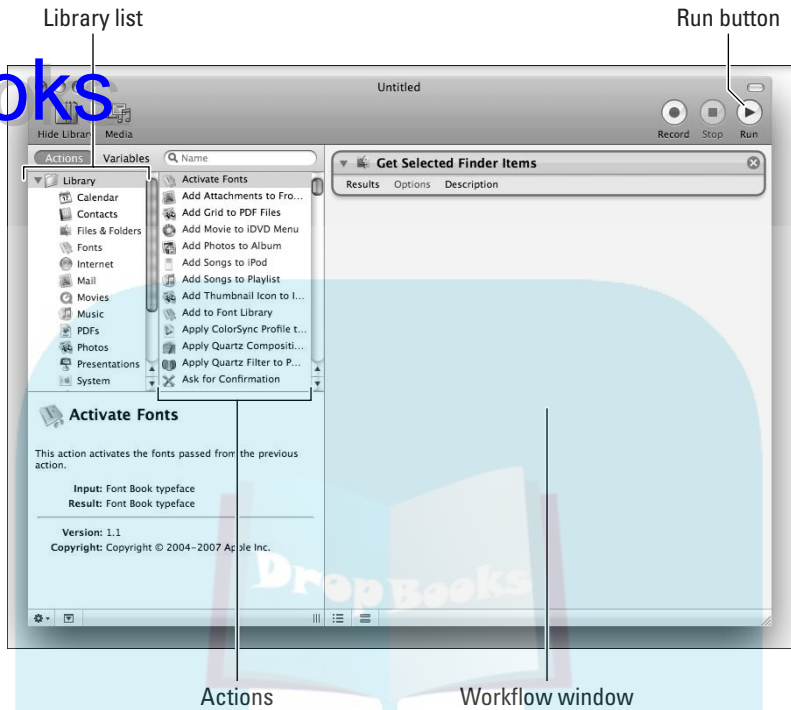 Library list
Run button
oks
Untitled
Hide Library
Media
Record
Stop
Run
Actions
Variables
Name
Library
Calendar
Contacts
Files & Folders
Fonts
Internet
Mail
Movies
Music
PDFs
Photos
Presentations
System
Activate Fonts
Add Attachments to Fro...
Add Grid to PDF Files
Add Movie to iDVD Menu
Add Photos to Album
Add Songs to iPod
Add Songs to Playlist
Add Thumbnail Icon to I...
Add to Font Library
Apply ColorSync Profile t...
Apply Quartz Compositi...
Apply Quartz Filter to P...
Ask for Confirmation
Get Selected Finder Items
Results Options Description
Activate Fonts
This action activates the fonts passed from the previous
action.
Input: Font Book typeface
Result: Font Book typeface
Version: 1.1
Copyright: Copyright © 2004–2007 Apple Inc.
DropBooks
Actions
Workflow window